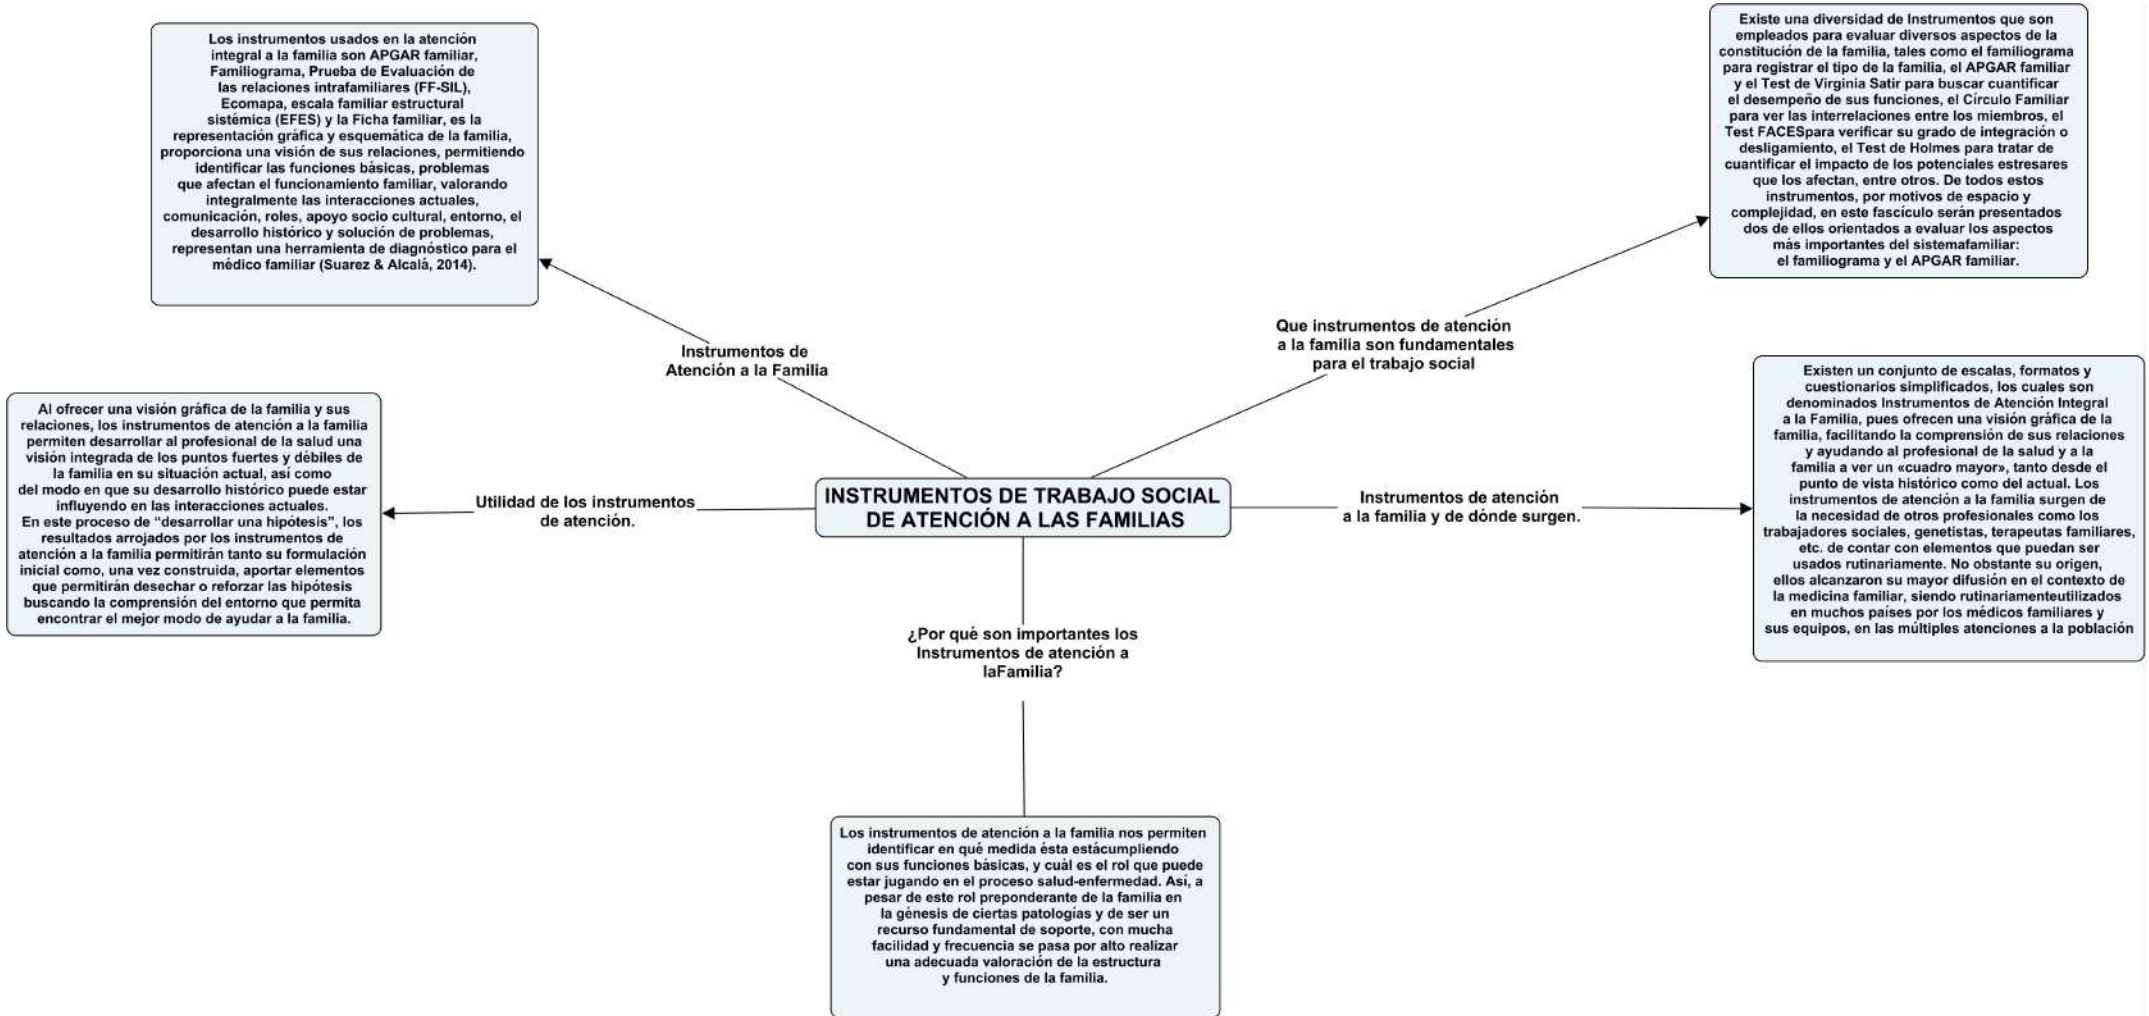 Los instrumentos usados en la atención
integral a la familia son APGAR familiar,
Familiograma, Prueba de Evaluación de
las relaciones intrafamiliares (FF-SIL),
Ecomapa, escala familiar estructural
sistémica (EFES) y la Ficha familiar, es la
representación gráfica y esquemática de la familia,
proporciona una visión de sus relaciones, permitiendo
identificar las funciones básicas, problemas
que afectan el funcionamiento familiar, valorando
integralmente las interacciones actuales,
comunicación, roles, apoyo socio cultural, entorno, el
desarrollo histórico y solución de problemas,
representan una herramienta de diagnóstico para el
médico familiar (Suarez & Alcalá, 2014).
Existe una diversidad de Instrumentos que son
empleados para evaluar diversos aspectos de la
constitución de la familia, tales como el familiograma
para registrar el tipo de la familia, el APGAR familiar
y el Test de Virginia Satir para buscar cuantificar
el desempeño de sus funciones, el Círculo Familiar
para ver las interrelaciones entre los miembros, el
Test FACESpara verificar su grado de integración o
desligamiento, el Test de Holmes para tratar de
cuantificar el impacto de los potenciales estresares
que los afectan, entre otros. De todos estos
instrumentos, por motivos de espacio y
complejidad, en este fascículo serán presentados
dos de ellos orientados a evaluar los aspectos
más importantes del sistemafamiliar:
el familiograma y el APGAR familiar.
Instrumentos de
Atención a la Familia
Que instrumentos de atención
a la familia son fundamentales
para el trabajo social
Al ofrecer una visión gráfica de la familia y sus
relaciones, los instrumentos de atención a la familia
permiten desarrollar al profesional de la salud una
visión integrada de los puntos fuertes y débiles de
la familia en su situación actual, así como
del modo en que su desarrollo histórico puede estar
influyendo en las interacciones actuales.
En este proceso de “desarrollar una hipótesis”, los
resultados arrojados por los instrumentos de
atención a la familia permitirán tanto su formulación
inicial como, una vez construida, aportar elementos
que permitirán desechar o reforzar las hipótesis
buscando la comprensión del entorno que permita
encontrar el mejor modo de ayudar a la familia.
Utilidad de los instrumentos
de atención.
INSTRUMENTOS DE TRABAJO SOCIAL
DE ATENCIÓN A LAS FAMILIAS
Instrumentos de atención
a la familia y de dónde surgen.
Existen un conjunto de escalas, formatos y
cuestionarios simplificados, los cuales son
denominados Instrumentos de Atención Integral
a la Familia, pues ofrecen una visión gráfica de la
familia, facilitando la comprensión de sus relaciones
y ayudando al profesional de la salud y a la
familia a ver un «cuadro mayor», tanto desde el
punto de vista histórico como del actual. Los
instrumentos de atención a la familia surgen de
la necesidad de otros profesionales como los
trabajadores sociales, genetistas, terapeutas familiares,
etc. de contar con elementos que puedan ser
usados rutinariamente. No obstante su origen,
ellos alcanzaron su mayor difusión en el contexto de
la medicina familiar, siendo rutinariamenteutilizados
en muchos países por los médicos familiares y
sus equipos, en las múltiples atenciones a la población
¿Por qué son importantes los
Instrumentos de atención a
laFamilia?
Los instrumentos de atención a la familia nos permiten
identificar en qué medida ésta estácumpliendo
con sus funciones básicas, y cuál es el rol que puede
estar jugando en el proceso salud-enfermedad. Así, a
pesar de este rol preponderante de la familia en
la génesis de ciertas patologías y de ser un
recurso fundamental de soporte, con mucha
facilidad y frecuencia se pasa por alto realizar
una adecuada valoración de la estructura
y funciones de la familia.